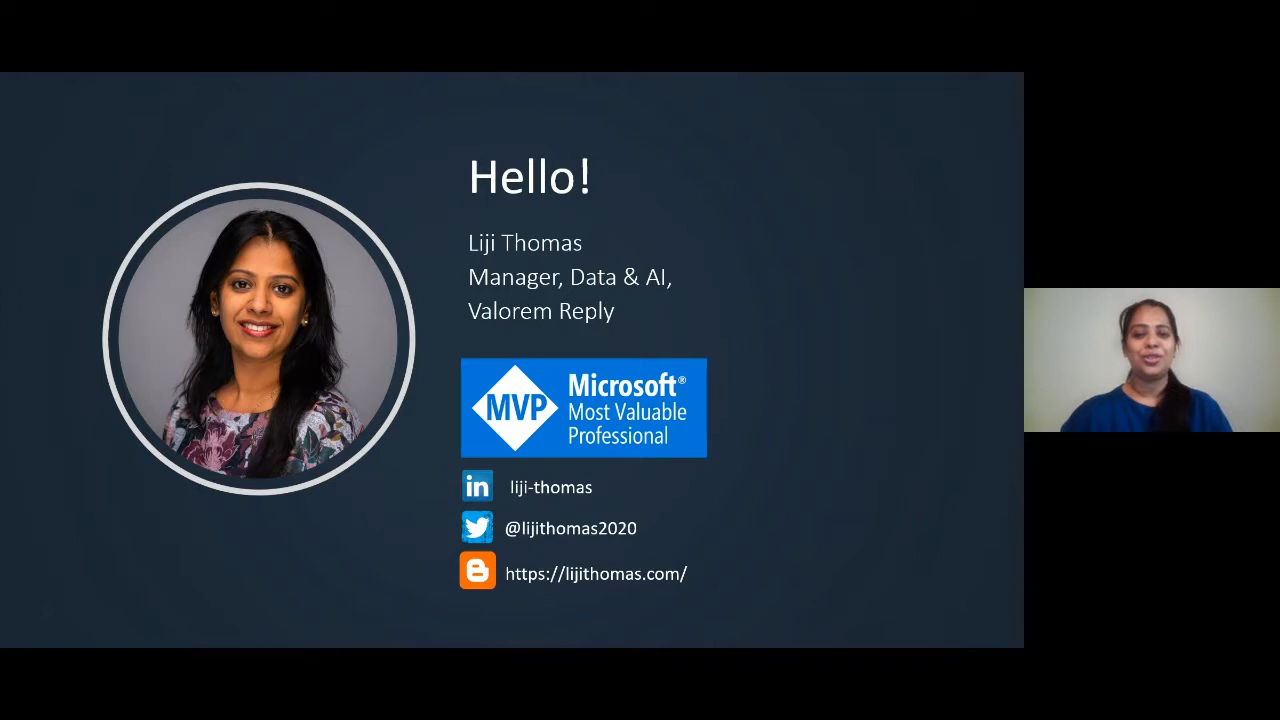 Hello!
Liji Thomas
Manager, Data & AI,
Valorem Reply
MVP
Microsoft®
Most Valuable
Professional
in
liji-thomas
@lijithomas2020
https://lijithomas.com/